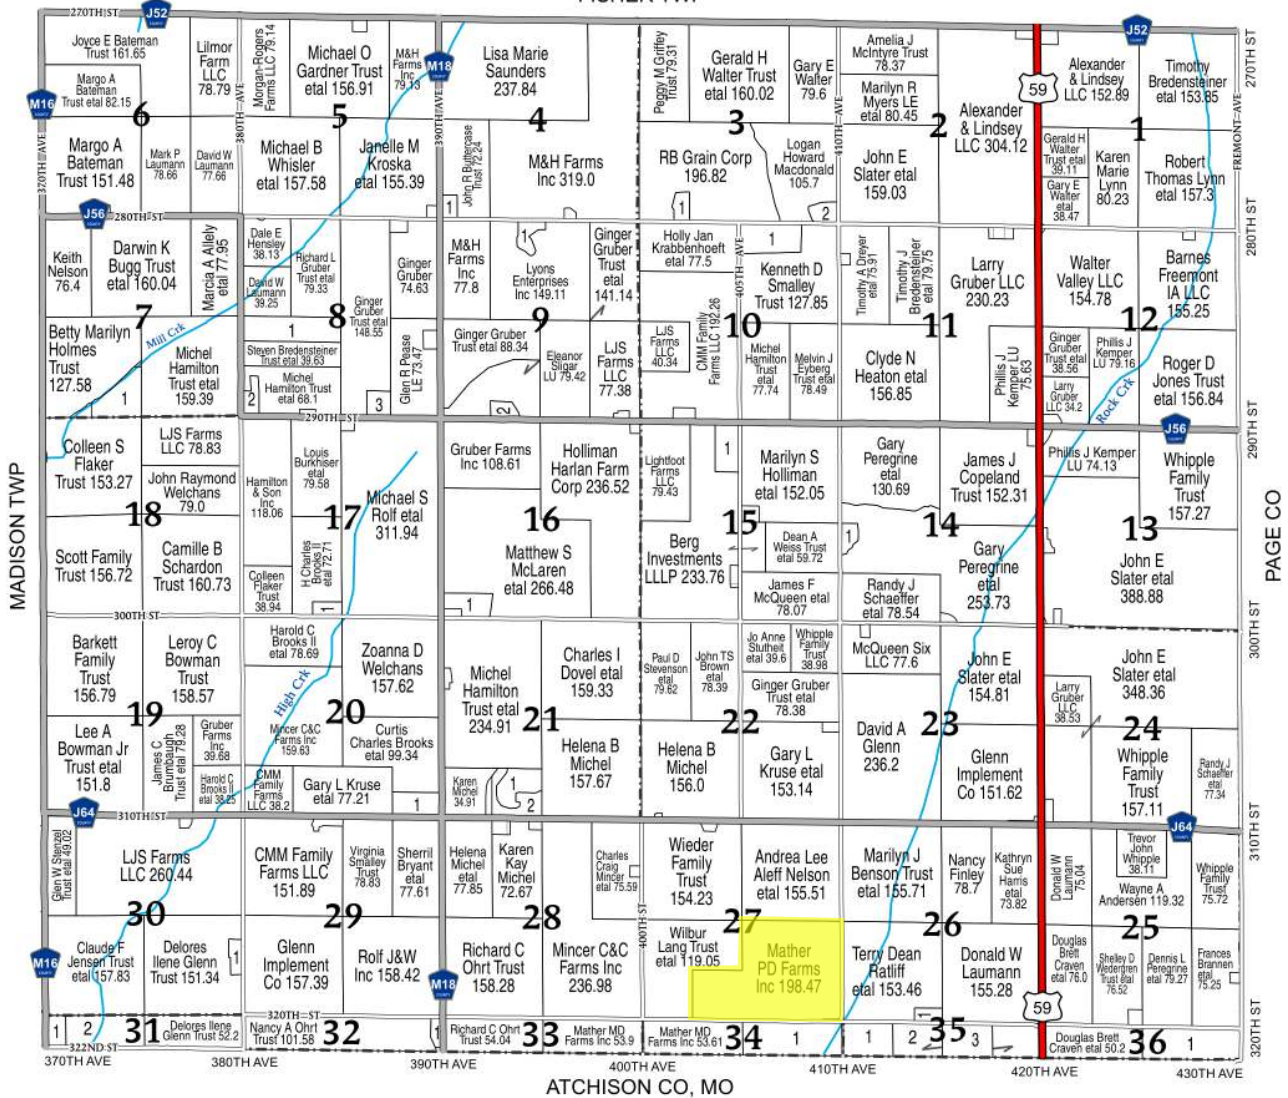 FISHER TWP
270TH ST
J52
J52
Joyce E Bateman
Trust 161.65
Margo A
Bateman
Trust etal 82.15
6
Lilmor
Farm
LLC
78.79
380TH AVE
Morgan-Rogers
Farms LLC 79.14
Michael O
Gardner Trust
etal 156.91
5
M&H
Farms
Inc
79.13
M18
390TH AVE
Lisa Marie
Saunders
237.84
4
Peggy M Griffey
Trust 79.31
Gerald H
Walter Trust
etal 160.02
3
Gary E
Walter
79.6
410TH AVE
Amelia J
McIntyre Trust
78.37
Marilyn R
Myers LE
etal 80.45
2
Alexander
& Lindsey
LLC 304.12
59
Alexander
& Lindsey
LLC 152.89
1
Timothy
Bredensteiner
etal 153.85
270TH ST
FREMONT AVE
M16
370TH AVE
Margo A
Bateman
Trust 151.48
Mark P
Laumann
78.66
David W
Laumann
77.66
Michael B
Whisler
etal 157.58
Janelle M
Kroska
etal 155.39
John R Buttercase
Trust 72.24
1
M&H Farms
Inc 319.0
RB Grain Corp
196.82
1
Logan
Howard
Macdonald
105.7
2
John E
Slater etal
159.03
Gerald H
Walter
Trust etal
39.11
Gary E
Walter
etal
38.47
Karen
Marie
Lynn
80.23
Robert
Thomas Lynn
etal 157.3
J56
280TH ST
280TH ST
Keith
Nelson
76.4
Darwin K
Bugg Trust
etal 160.04
7
Marcia A Allely
etal 77.95
Dale E
Hensley
38.13
David W
Laumann
39.25
Richard L
Gruber
Trust etal
79.33
8
Ginger
Gruber
Trust etal
148.55
Ginger
Gruber
74.63
M&H
Farms
Inc
77.8
1
Lyons
Enterprises
Inc 149.11
9
Ginger
Gruber
Trust
etal
141.14
Holly Jan
Krabbenhoeft
etal 77.5
405TH AVE
1
Kenneth D
Smalley
Trust 127.85
10
Timothy A Dreyer
etal 75.91
Timothy J
Bredensteiner
etal 79.75
11
Larry
Gruber LLC
230.23
Walter
Valley LLC
154.78
12
Barnes
Freemont
IA LLC
155.25
Betty Marilyn
Holmes
Trust
127.58
1
Mill Crk
Michel
Hamilton
Trust etal
159.39
1
Steven Bredensteiner
Trust etal 39.63
2
Michel
Hamilton Trust
etal 68.1
3
Glen R Pease
LE 73.47
Ginger Gruber
Trust etal 88.34
2
Eleanor
Sligar
LU 79.42
LJS
Farms
LLC
77.38
LJS
Farms
LLC
40.34
CMM Family
Farms LLC 192.26
Michel
Hamilton
Trust etal
77.74
Melvin J
Eyberg
Trust etal
78.49
Clyde N
Heaton etal
156.85
Phillis J
Kemper LU
75.63
Ginger
Gruber
Trust etal
38.56
Larry
Gruber
LLC 34.2
Phillis J
Kemper
LU 79.16
Rock Crk
Roger D
Jones Trust
etal 156.84
290TH ST
J56
290TH ST
MADISON TWP
PAGE CO
Colleen S
Flaker
Trust 153.27
LJS Farms
LLC 78.83
John Raymond
Welchans
79.0
18
Hamilton
& Son
Inc
118.06
Louis
Burkhiser
etal
79.58
17
Michael S
Rolf etal
311.94
Gruber Farms
Inc 108.61
Holliman
Harlan Farm
Corp 236.52
16
Lightfoot
Farms
LLC
79.43
1
Marilyn S
Holliman
etal 152.05
15
Gary
Peregrine
etal
130.69
James J
Copeland
Trust 152.31
14
Phillis J Kemper
LU 74.13
Whipple
Family
Trust
157.27
13
Scott Family
Trust 156.72
Camille B
Schardon
Trust 160.73
Colleen
Flaker
Trust
38.94
H Charles
Brooks II
etal 72.71
1
1
Matthew S
McLaren
etal 266.48
Berg
Investments
LLLP 233.76
Dean A
Weiss Trust
etal 59.72
1
James F
McQueen etal
78.07
Randy J
Schaeffer
etal 78.54
Gary
Peregrine
etal
253.73
John E
Slater etal
388.88
300TH ST
300TH ST
Barkett
Family
Trust
156.79
19
Leroy C
Bowman
Trust
158.57
Harold C
Brooks II
etal 78.69
High Crk
20
Zoanna D
Welchans
157.62
Michel
Hamilton
Trust etal
234.91
21
Charles I
Dovel etal
159.33
Paul D
Stevenson
etal
79.62
John TS
Brown
etal
78.39
22
Jo Anne
Stutheit
etal 39.6
Whipple
Family
Trust
38.98
Ginger Gruber
Trust etal
78.38
McQueen Six
LLC 77.6
23
John E
Slater etal
154.81
Larry
Gruber
LLC
38.53
John E
Slater etal
348.36
24
Lee A
Bowman Jr
Trust etal
151.8
James C
Brumbaugh
Trust etal 79.28
Gruber
Farms
Inc
39.68
Harold C
Brooks II
etal 38.25
Mincer C&C
Farms Inc
159.63
CMM
Family
Farms
LLC 38.2
Gary L Kruse
etal 77.21
Curtis
Charles Brooks
etal 99.34
1
Karen
Michel
34.91
1
2
Helena B
Michel
157.67
Helena B
Michel
156.0
Gary L
Kruse etal
153.14
David A
Glenn
236.2
Glenn
Implement
Co 151.62
Whipple
Family
Trust
157.11
Randy J
Schaeffer
etal
77.34
J64
310TH ST
J64
310TH ST
Glen W Stenzel
Trust etal 49.02
LJS Farms
LLC 260.44
30
CMM Family
Farms LLC
151.89
29
Virginia
Smalley
Trust
78.83
Sherril
Bryant
etal
77.61
Helena
Michel
etal
77.85
Karen
Kay
Michel
72.67
28
Charles
Craig
Mincer
etal 75.59
400TH ST
Wieder
Family
Trust
154.23
27
Andrea Lee
Aleff Nelson
etal 155.51
Marilyn J
Benson Trust
etal 155.71
26
Nancy
Finley
78.7
Kathryn
Sue
Harris
etal
73.82
Donald W
Laumann
75.04
Trevor
John
Whipple
38.11
Wayne A
Andersen 119.32
25
Whipple
Family
Trust
75.72
M16
Claude F
Jensen Trust
etal 157.83
Delores
Ilene Glenn
Trust 151.34
1
Glenn
Implement
Co 157.39
Rolf J&W
Inc 158.42
M18
Richard C
Ohrt Trust
158.28
Mincer C&C
Farms Inc
236.98
Wilbur
Lang Trust
etal 119.05
Mather
PD Farms
Inc 198.47
Terry Dean
Ratliff
etal 153.46
Donald W
Laumann
155.28
59
Douglas
Brett
Craven
etal 76.0
Shelley D
Wedergren
Trust etal
76.52
Dennis L
Peregrine
etal 79.27
Frances
Brannen
etal
75.25
320TH ST
320TH ST
1
2
31
Delores Ilene
Glenn Trust 52.2
Nancy A Ohrt
Trust 101.58
32
1
Richard C Ohrt
Trust 54.04
33
Mather MD
Farms Inc 53.9
Mather MD
Farms Inc 53.61
34
1
1
1
2
35
3
Douglas Brett
Craven etal 50.2
36
1
322ND ST
370TH AVE
380TH AVE
390TH AVE
400TH AVE
410TH AVE
420TH AVE
430TH AVE
ATCHISON CO, MO